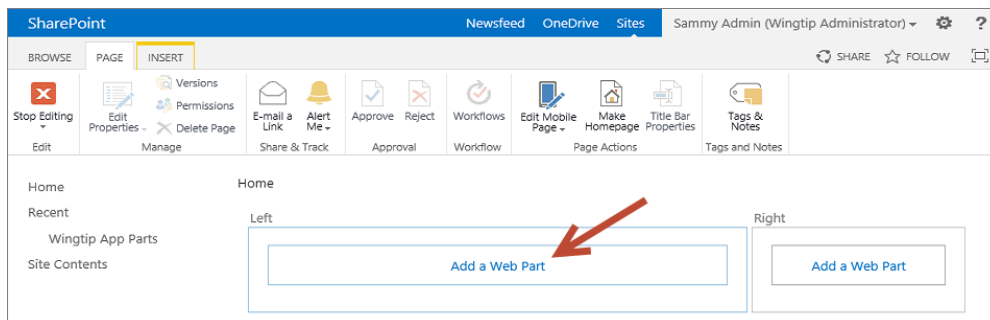 SharePoint
Newsfeed OneDrive Sites Sammy Admin (Wingtip Administrator) ?
BROWSE PAGE INSERT SHARE FOLLOW
Stop Editing
Edit
Edit Properties
Versions
Permissions
Delete Page
Manage
E-mail a Link
Alert Me
Share & Track
Approve Reject
Approval
Workflows
Workflow
Edit Mobile Page
Make Homepage
Title Bar Properties
Page Actions
Tags & Notes
Tags and Notes
Home
Recent
Wingtip App Parts
Site Contents
Home
Left
Add a Web Part
Right
Add a Web Part